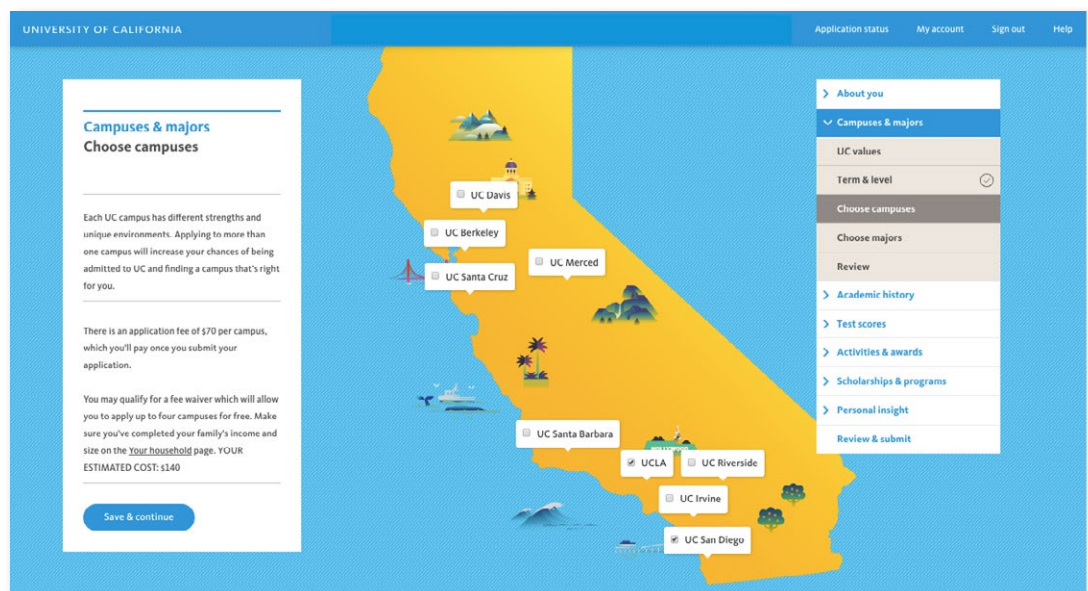 UNIVERSITY OF CALIFORNIA
Application status
My account
Sign out
Help
Campuses & majors
Choose campuses
Each UC campus has different strengths and
unique environments. Applying to more than
one campus will increase your chances of being
admitted to UC and finding a campus that's right
for you.
There is an application fee of $70 per campus,
which you'll pay once you submit your
application.
You may qualify for a fee waiver which will allow
you to apply up to four campuses for free. Make
sure you've completed your family's income and
size on the Your household page. YOUR
ESTIMATED COST: $140
Save & continue
UC Davis
UC Berkeley
UC Merced
UC Santa Cruz
UC Santa Barbara
UCLA
UC Riverside
UC Irvine
UC San Diego
About you
Campuses & majors
UC values
Term & level
Choose campuses
Choose majors
Review
Academic history
Test scores
Activities & awards
Scholarships & programs
Personal insight
Review & submit